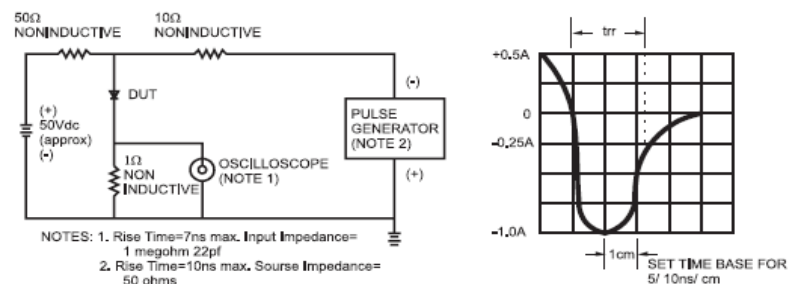 50Ω
NONINDUCTIVE
10Ω
NONINDUCTIVE
(+)
50Vdc
(approx)
(-)
DUT
1Ω
NON
INDUCTIVE
OSCILLOSCOPE
(NOTE 1)
(-)
PULSE
GENERATOR
(NOTE 2)
(+)
NOTES: 1. Rise Time=7ns max. Input Impedance=
1 megohm 22pf
2. Rise Time=10ns max. Sourse Impedance=
50 ohms
trr
+0.5A
0
-0.25A
-1.0A
1cm
SET TIME BASE FOR
5/ 10ns/ cm